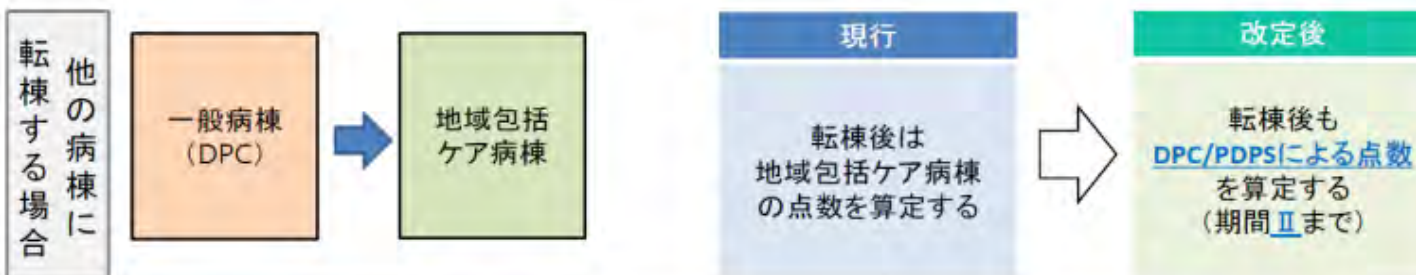 他の病棟に
転棟する場合
一般病棟
（DPC）
地域包括
ケア病棟
現行
転棟後は
地域包括ケア病棟
の点数を算定する
改定後
転棟後も
DPC/PDPSによる点数
を算定する
（期間Ⅱまで）